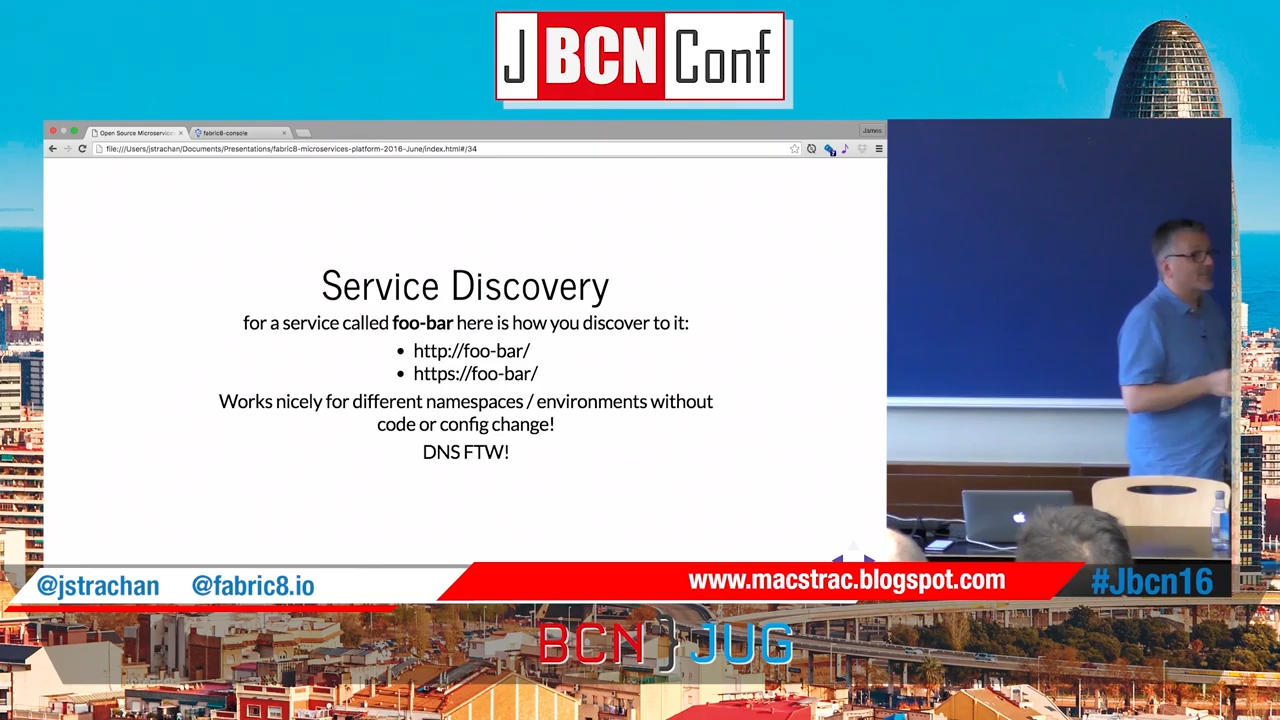 J BCN Conf
Open Source Microservices
fabric8-console
James
file:///Users/jstrachan/Documents/Presentations/fabric8-microservices-platform-2016-June/index.html#/34
Service Discovery
for a service called foo-bar here is how you discover to it:
• http://foo-bar/
• https://foo-bar/
Works nicely for different namespaces / environments without
code or config change!
DNS FTW!
@jstrachan @fabric8.io
www.macstrac.blogspot.com
#Jbcn16
BCN JUG